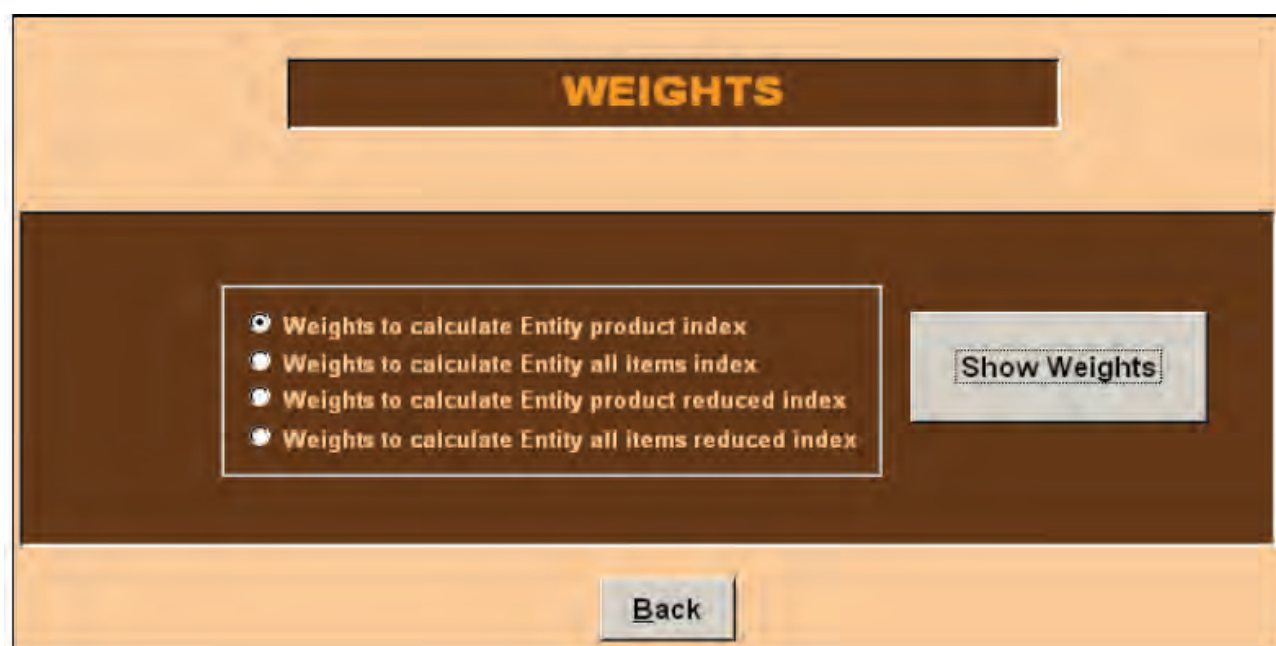 WEIGHTS
Weights to calculate Entity product index
Weights to calculate Entity all items index
Weights to calculate Entity product reduced index
Weights to calculate Entity all items reduced index
Show Weights
Back